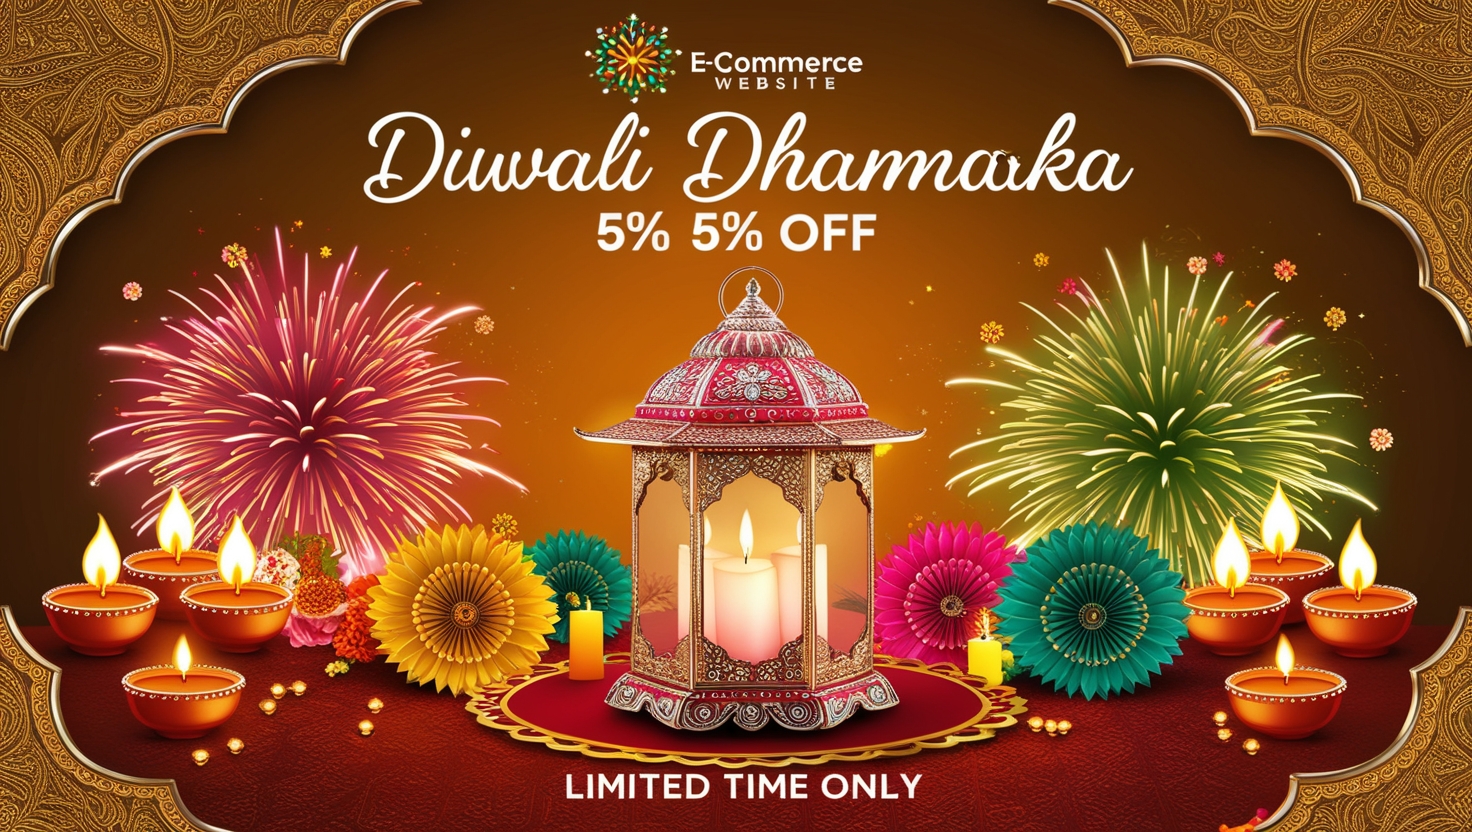 E-Commerce
WEBSITE
Diwali Dhamaka
5% 5% OFF
LIMITED TIME ONLY